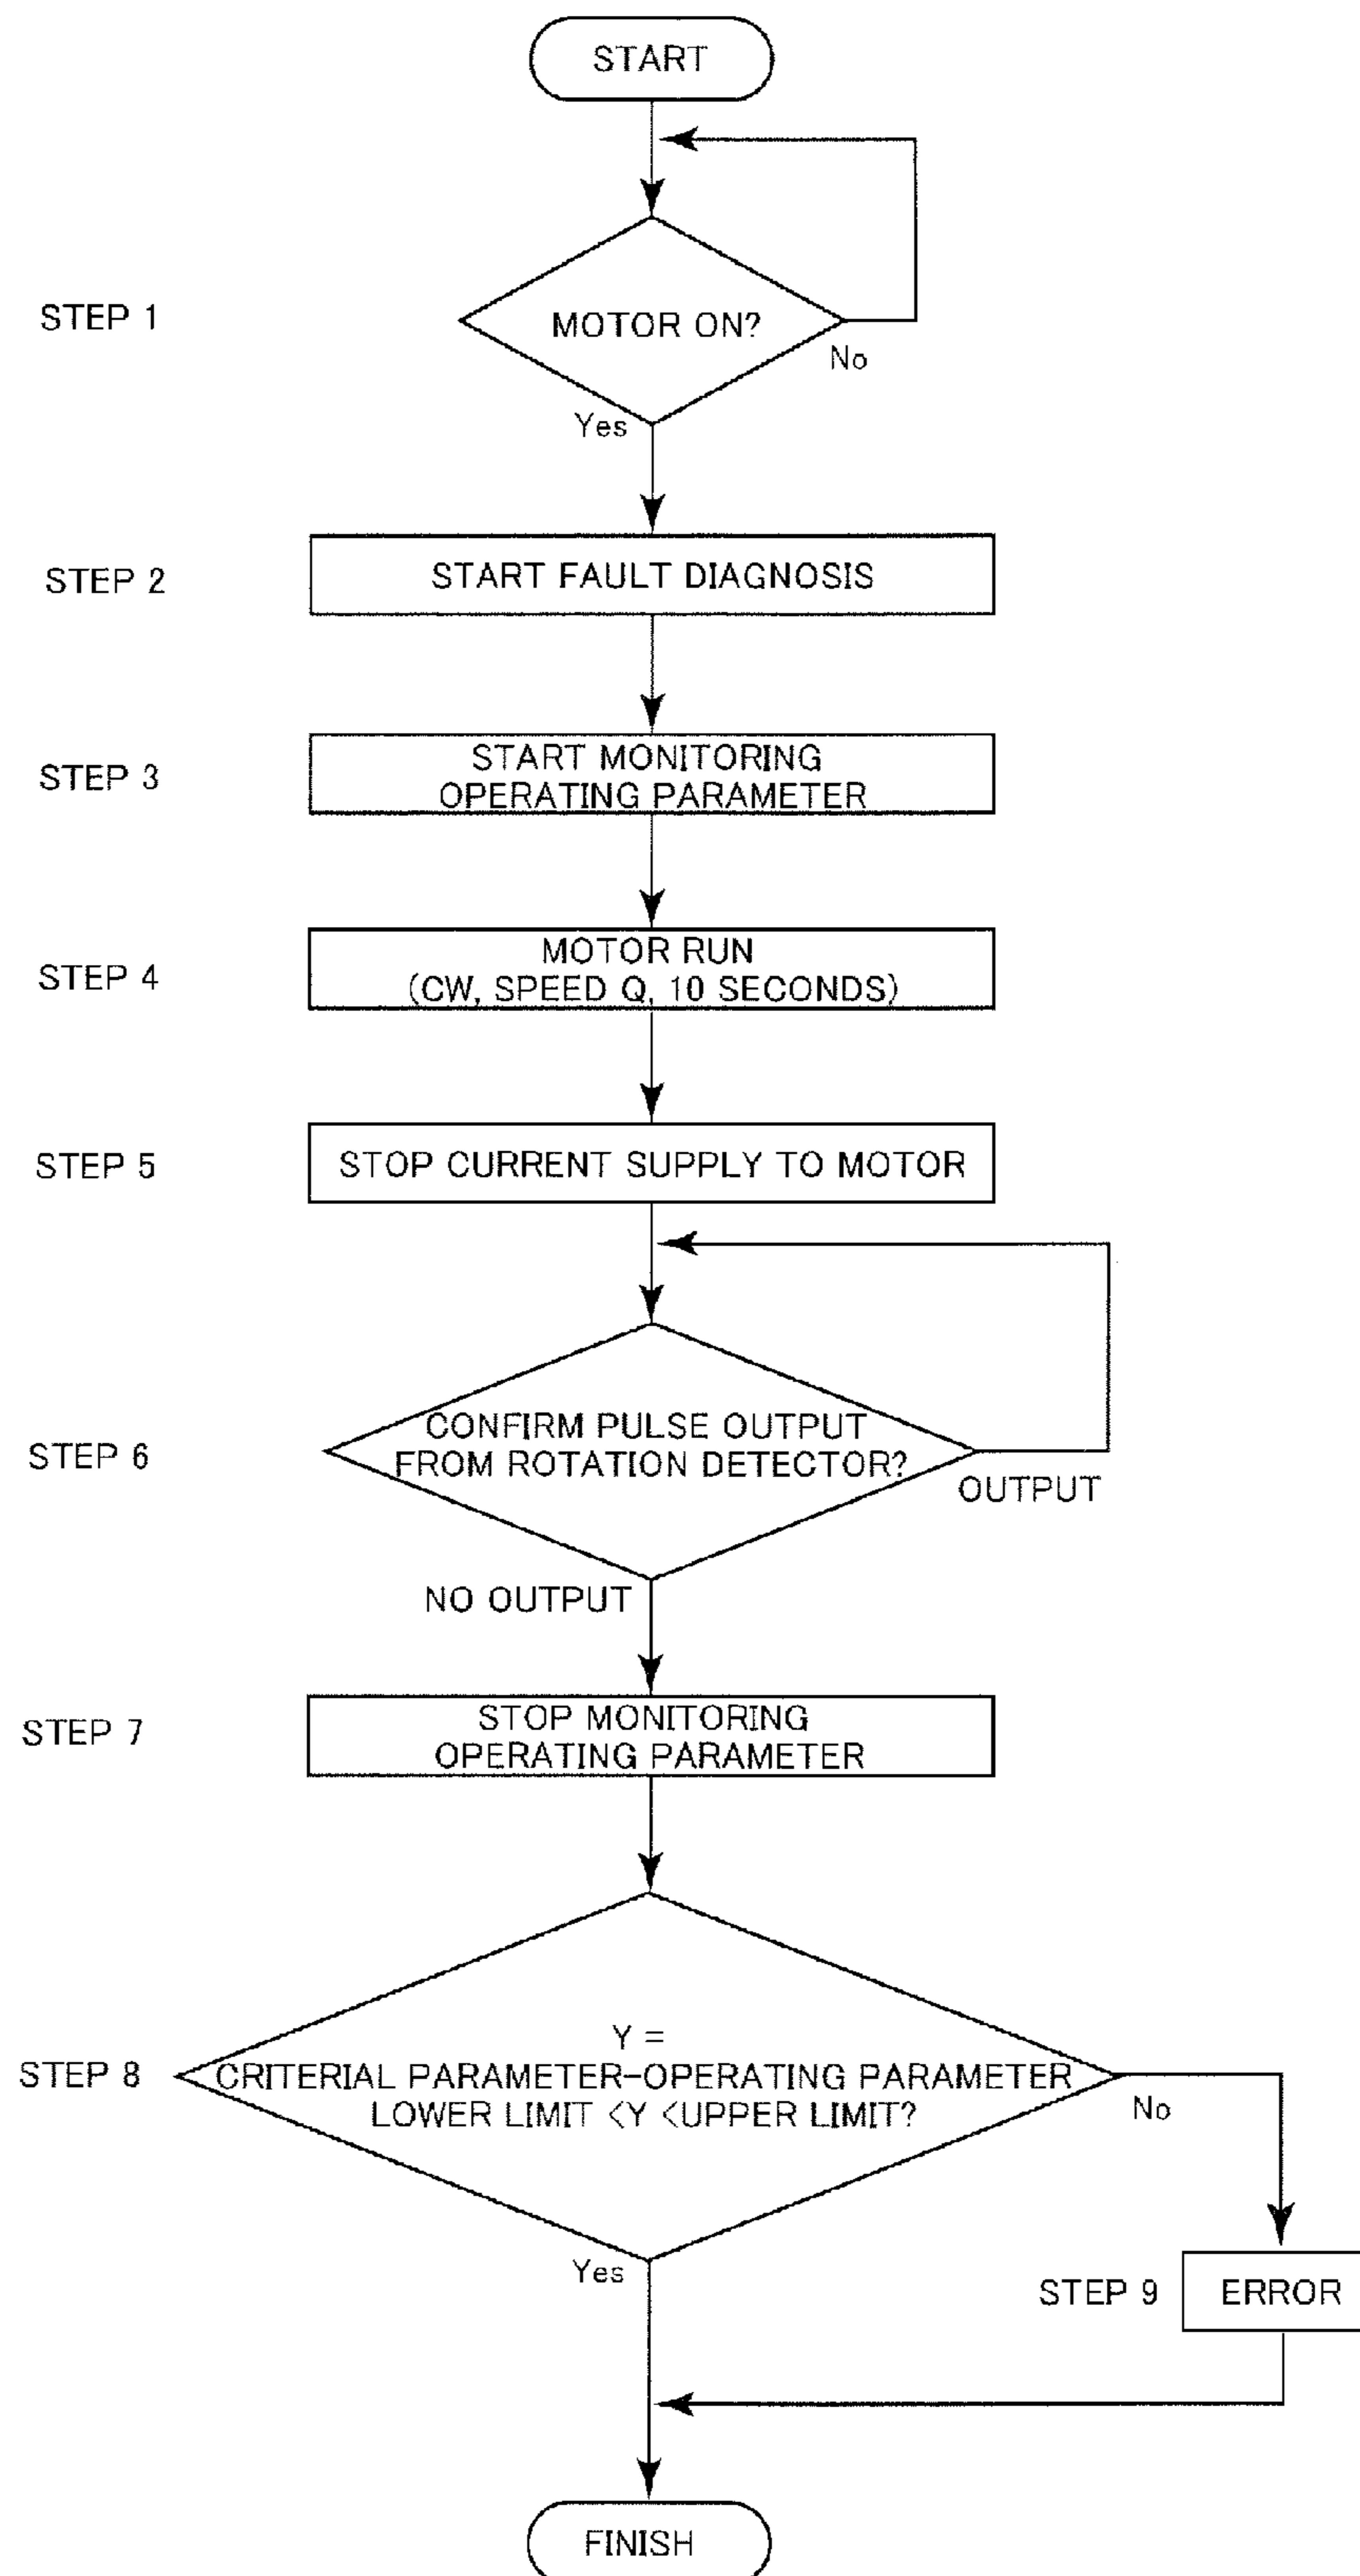 START
STEP 1
MOTOR ON?
No
Yes
STEP 2
START FAULT DIAGNOSIS
STEP 3
START MONITORING
OPERATING PARAMETER
STEP 4
MOTOR RUN
(CW, SPEED Q, 10 SECONDS)
STEP 5
STOP CURRENT SUPPLY TO MOTOR
STEP 6
CONFIRM PULSE OUTPUT
FROM ROTATION DETECTOR?
OUTPUT
NO OUTPUT
STEP 7
STOP MONITORING
OPERATING PARAMETER
STEP 8
Y =
CRITERIAL PARAMETER-OPERATING PARAMETER
LOWER LIMIT <Y <UPPER LIMIT?
No
Yes
STEP 9
ERROR
FINISH